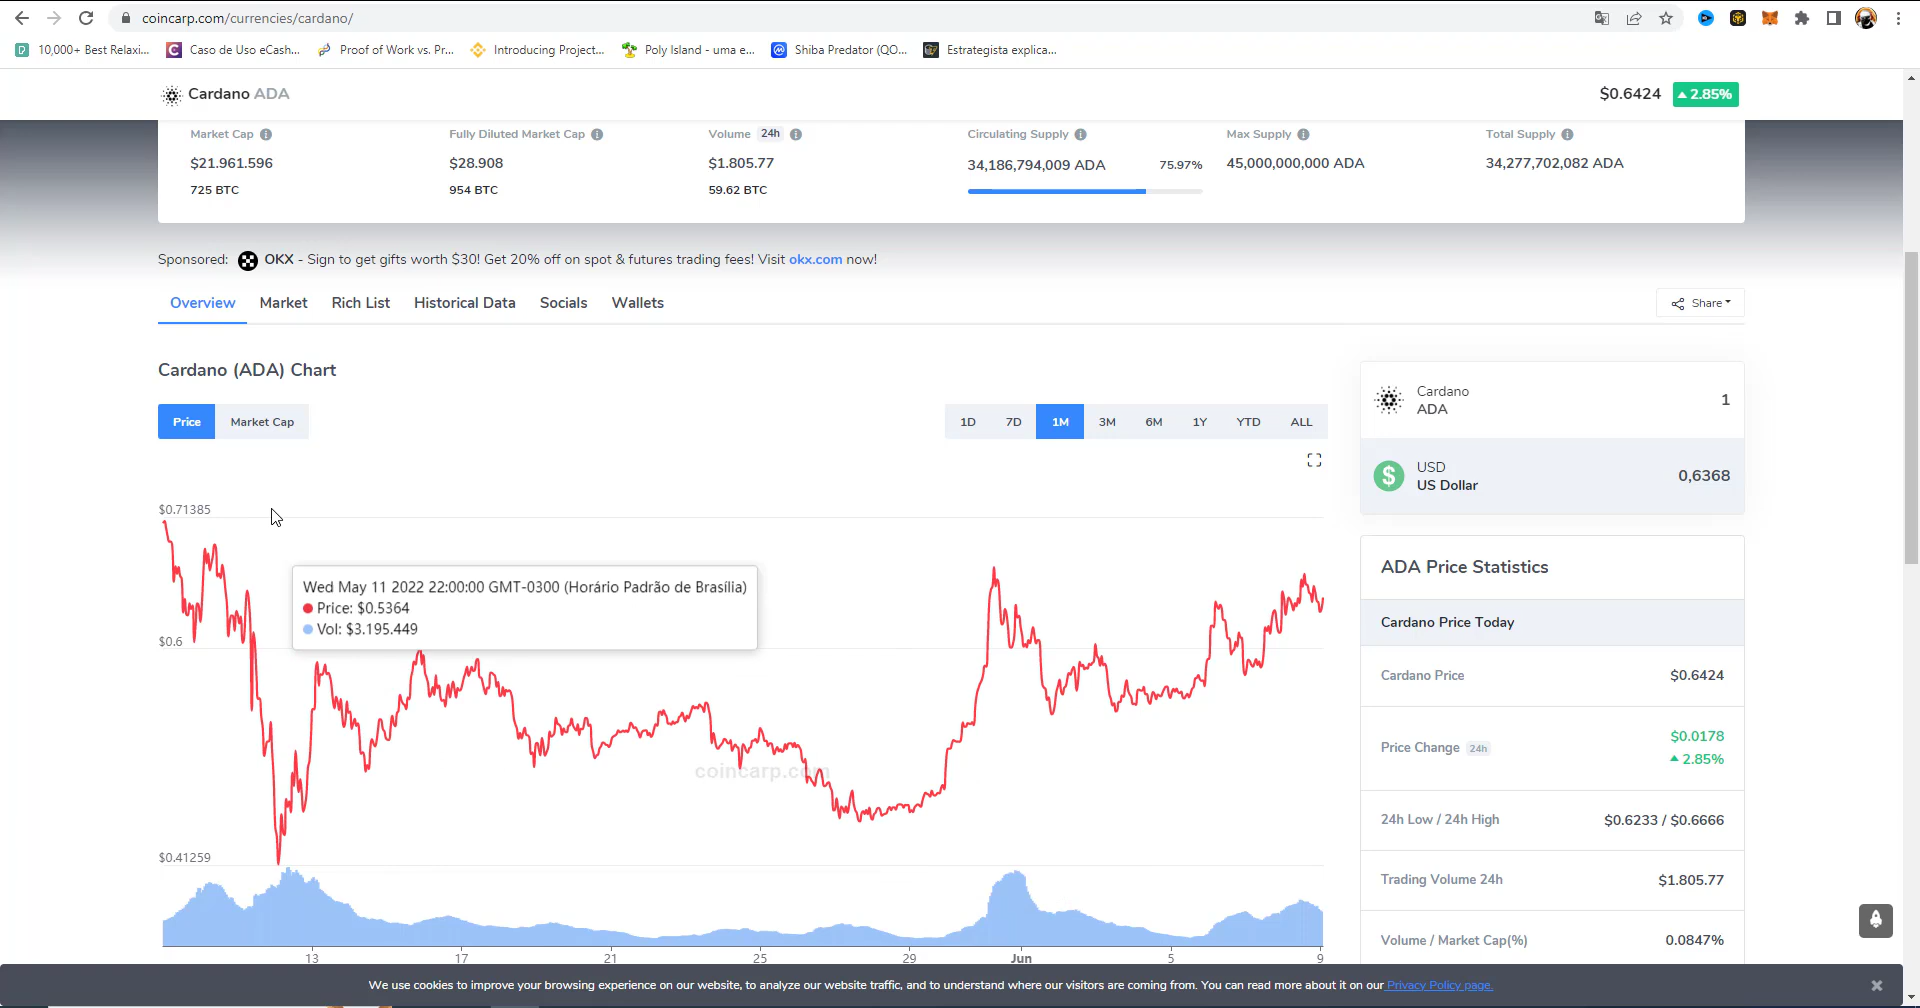 coincarp.com/currencies/cardano/
10,000+ Best Relaxi... Caso de Uso eCash... Proof of Work vs. Pr... Introducing Project... Poly Island - uma e... Shiba Predator (QO... Estrategista explica...
Cardano ADA $0.6424 2.85%
Market Cap Fully Diluted Market Cap Volume 24h Circulating Supply Max Supply Total Supply
$21.961.596 $28.908 $1.805.77 34,186,794,009 ADA 75.97% 45,000,000,000 ADA 34,277,702,082 ADA
725 BTC 954 BTC 59.62 BTC
Sponsored: OKX - Sign to get gifts worth $30! Get 20% off on spot & futures trading fees! Visit okx.com now!
Overview Market Rich List Historical Data Socials Wallets Share
Cardano (ADA) Chart
Price Market Cap 1D 7D 1M 3M 6M 1Y YTD ALL
Cardano
ADA 1
USD
US Dollar 0,6368
$0.71385
Wed May 11 2022 22:00:00 GMT-0300 (Horário Padrão de Brasília)
Price: $0.5364
Vol: $3.195.449
$0.6
coincarp.com
$0.41259
13 17 21 25 29 Jun 5 9
ADA Price Statistics
Cardano Price Today
Cardano Price $0.6424
Price Change 24h $0.0178
2.85%
24h Low / 24h High $0.6233 / $0.6666
Trading Volume 24h $1.805.77
Volume / Market Cap(%) 0.0847%
We use cookies to improve your browsing experience on our website, to analyze our website traffic, and to understand where our visitors are coming from. You can read more about it on our Privacy Policy page.